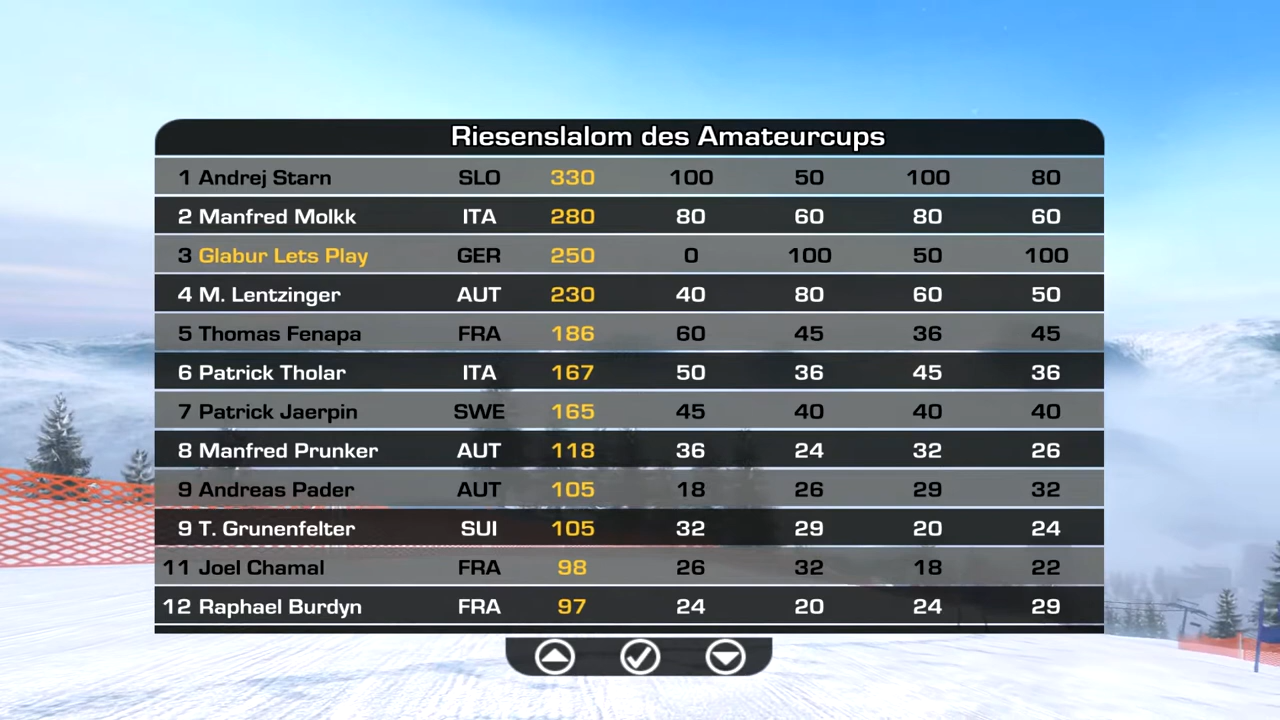 Riesenslalom des Amateurcups
1 Andrej Starn SLO 330 100 50 100 80
2 Manfred Molkk ITA 280 80 60 80 60
3 Glabur Lets Play GER 250 0 100 50 100
4 M. Lentzinger AUT 230 40 80 60 50
5 Thomas Fenapa FRA 186 60 45 36 45
6 Patrick Tholar ITA 167 50 36 45 36
7 Patrick Jaerpin SWE 165 45 40 40 40
8 Manfred Prunker AUT 118 36 24 32 26
9 Andreas Pader AUT 105 18 26 29 32
9 T. Grunenfelter SUI 105 32 29 20 24
11 Joel Chamal FRA 98 26 32 18 22
12 Raphael Burdyn FRA 97 24 20 24 29